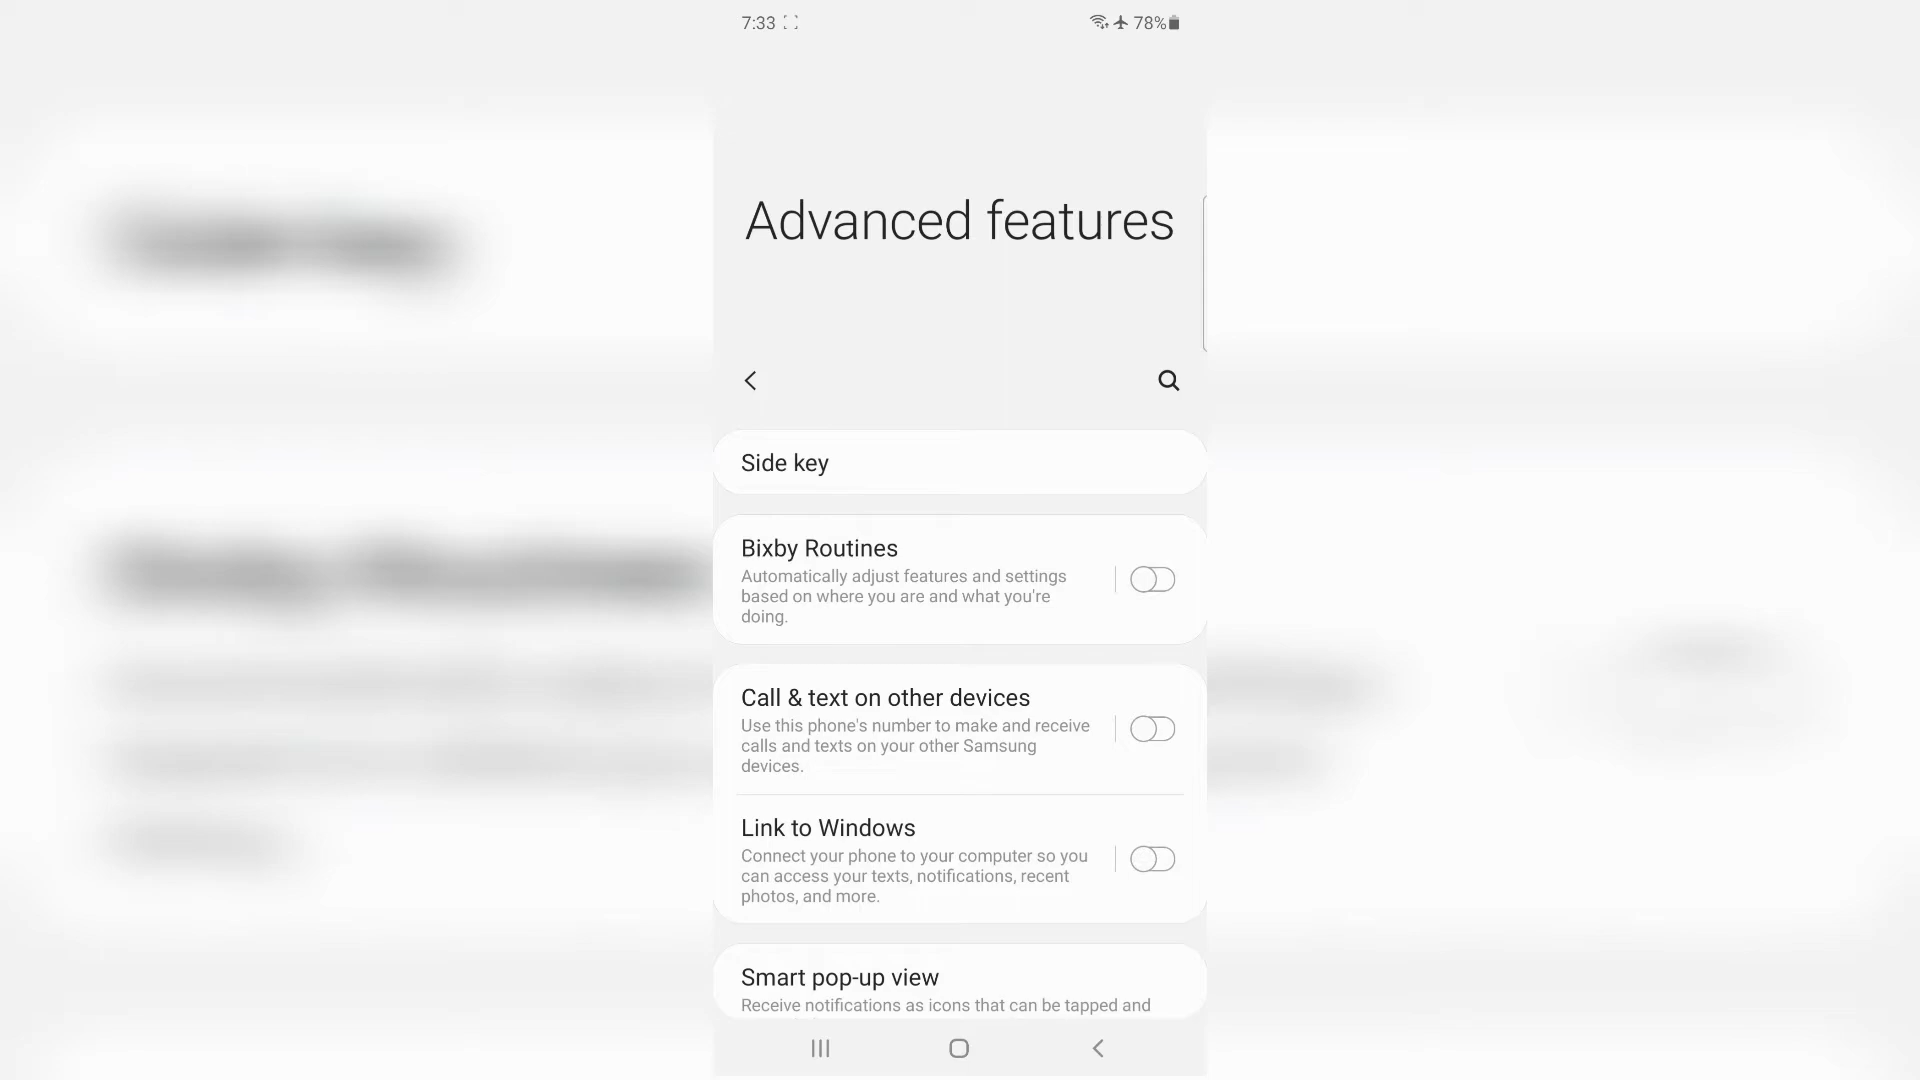 7:33 78%
Advanced features
Side key
Bixby Routines
Automatically adjust features and settings
based on where you are and what you're
doing.
Call & text on other devices
Use this phone's number to make and receive
calls and texts on your other Samsung
devices.
Link to Windows
Connect your phone to your computer so you
can access your texts, notifications, recent
photos, and more.
Smart pop-up view
Receive notifications as icons that can be tapped and